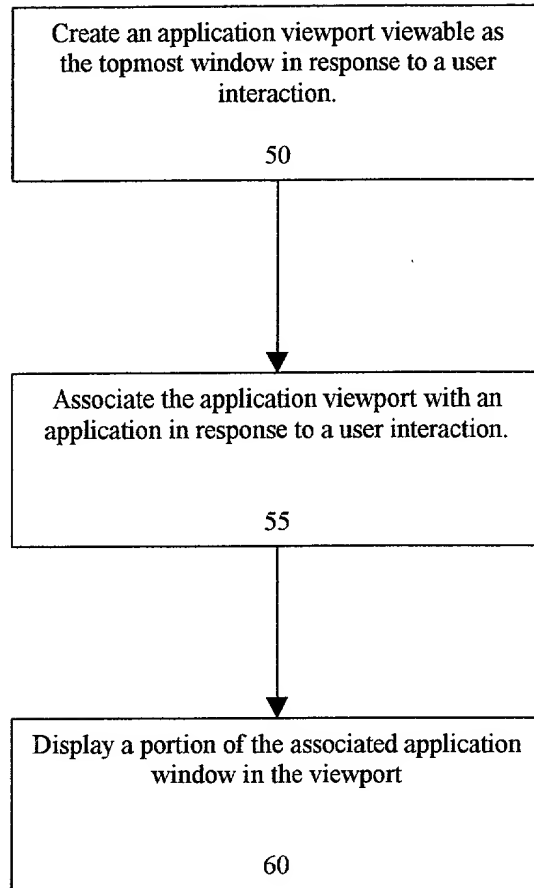 Create an application viewport viewable as
the topmost window in response to a user
interaction.
50
Associate the application viewport with an
application in response to a user interaction.
55
Display a portion of the associated application
window in the viewport
60